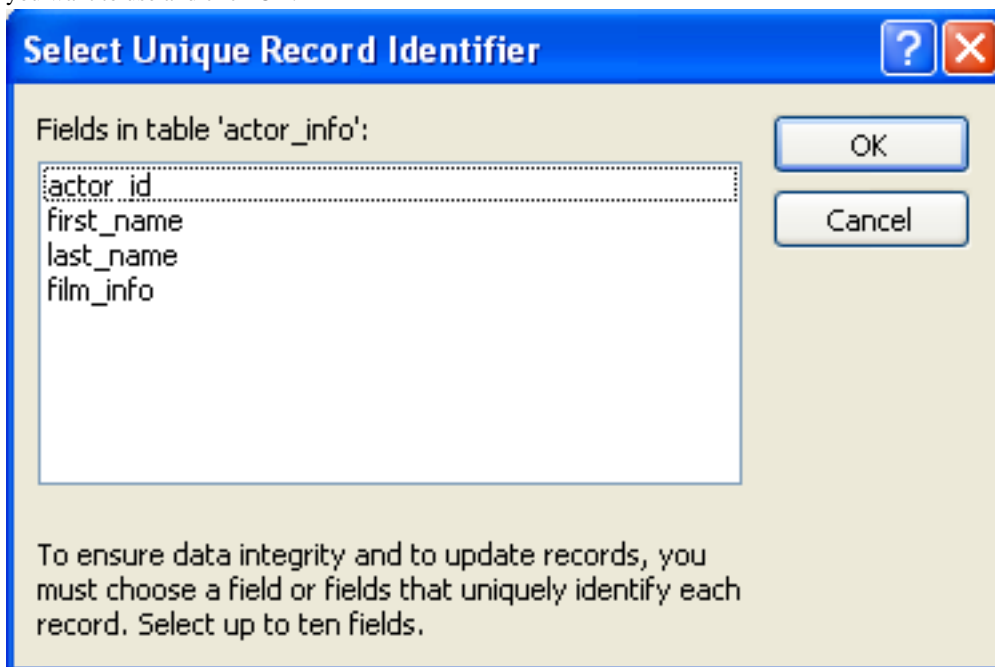 Select Unique Record Identifier
Fields in table 'actor_info':
OK
actor_id
first_name
Cancel
last_name
film_info
To ensure data integrity and to update records, you
must choose a field or fields that uniquely identify each
record. Select up to ten fields.